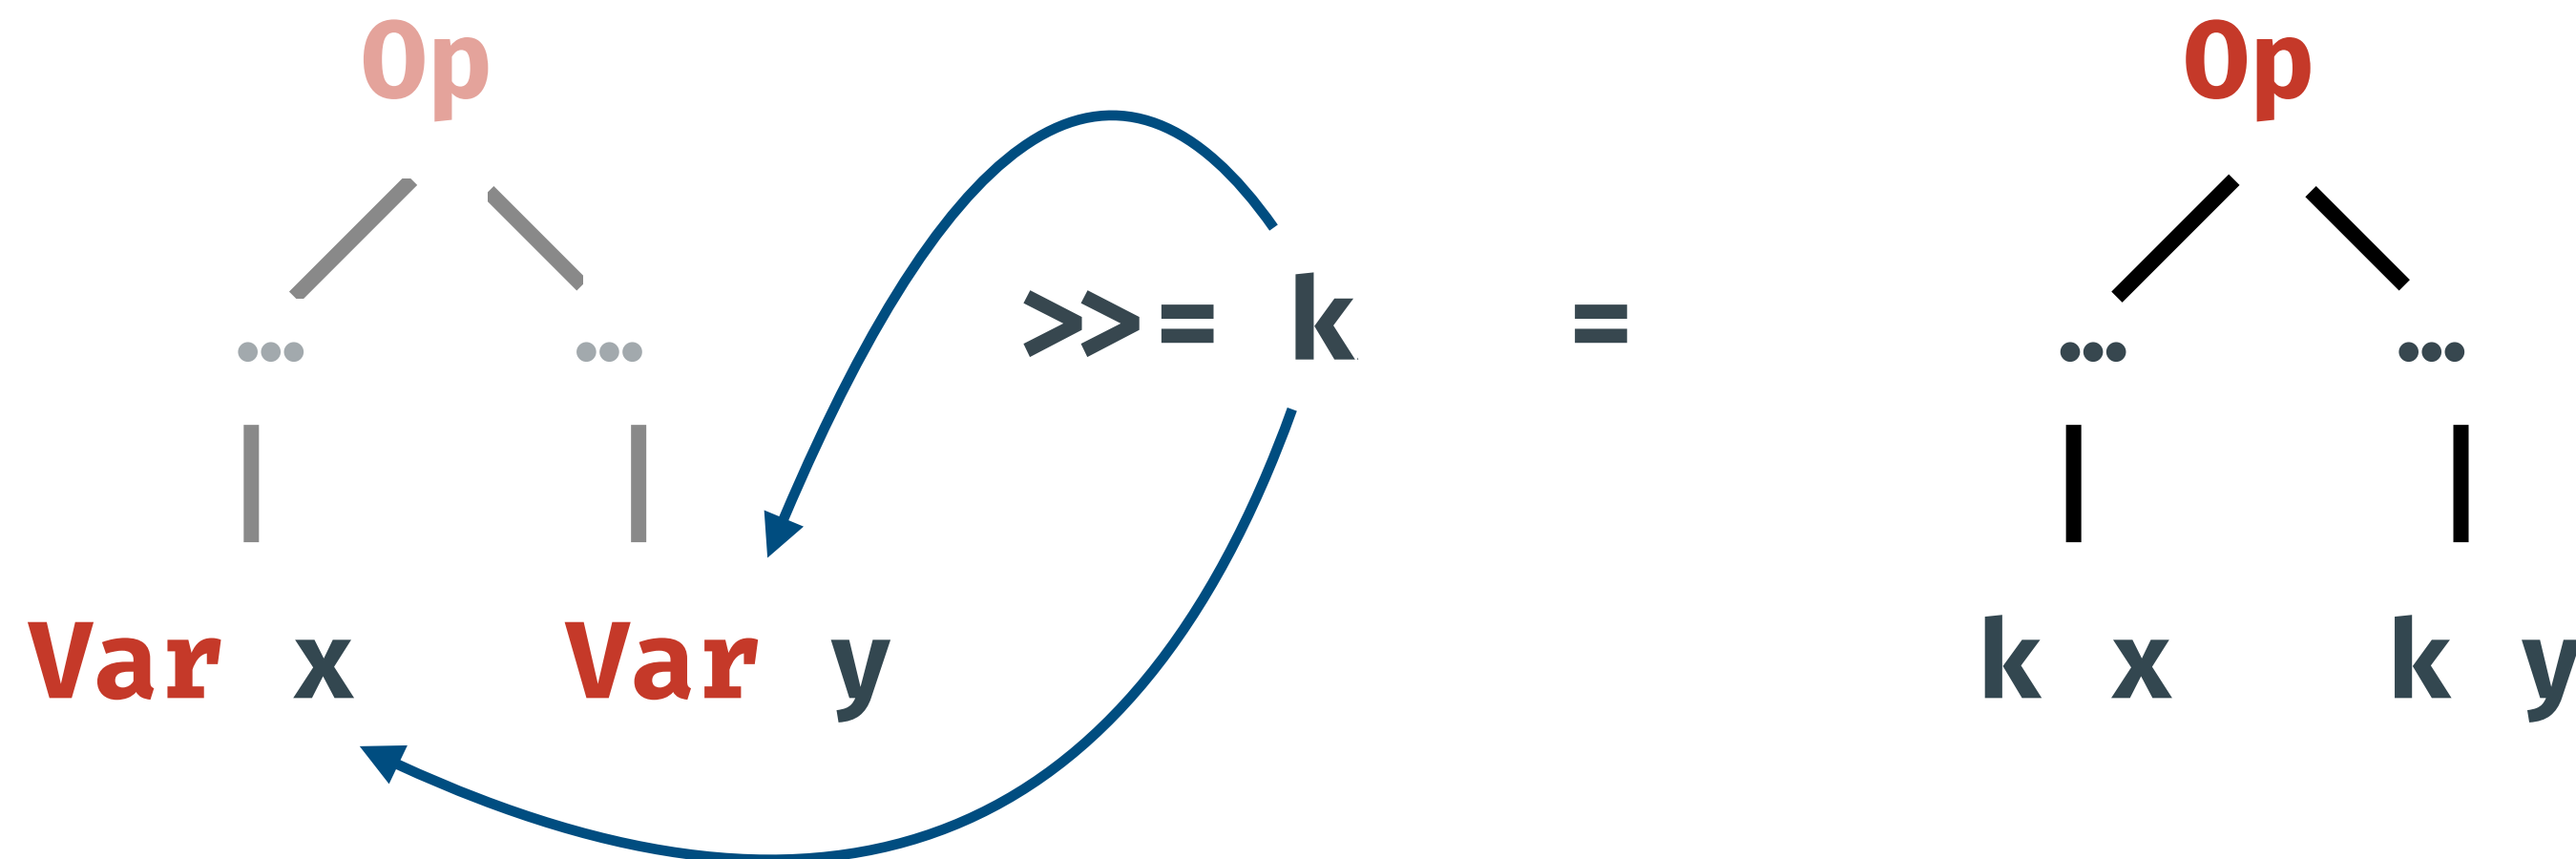 Op Op
>>= k =
... ... ... ...
Var x Var y k x k y